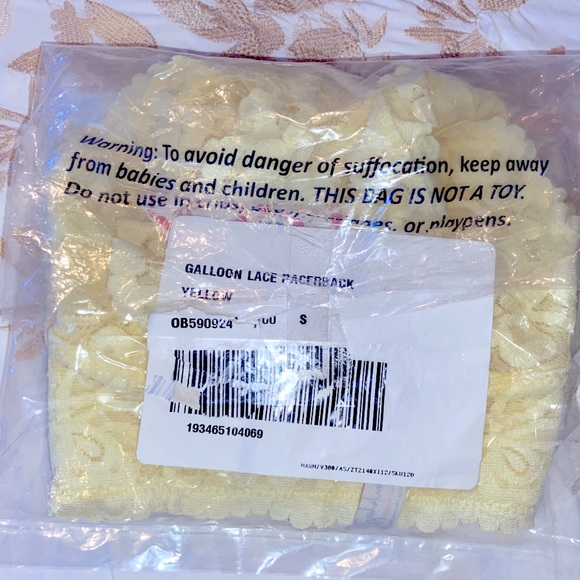 Warning: To avoid danger of suffocation, keep away
from babies and children. THIS BAG IS NOT A TOY.
Do not use in cribs, or playpens.
GALLOON LACE RACERBACK
YELLOW
OB590924 S
193465104069